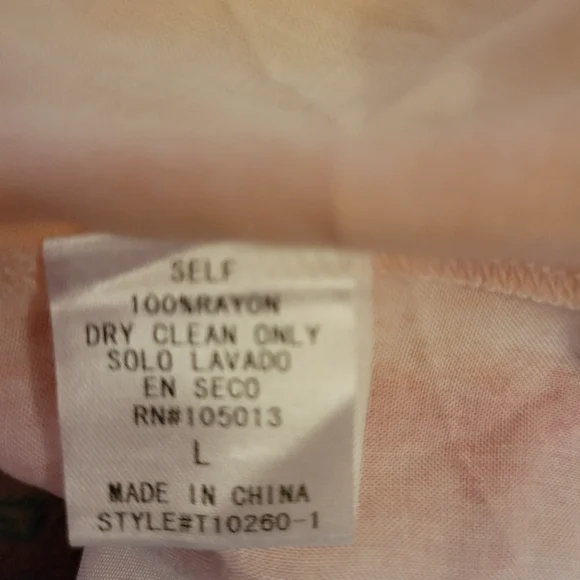 SELF
100%RAYON
DRY CLEAN ONLY
SOLO LAVADO
EN SECO
RN#105013
L
MADE IN CHINA
STYLE#T10260-1